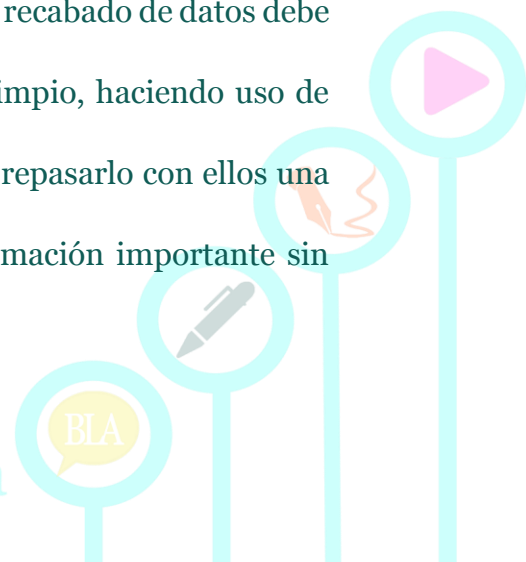 recabado de datos debe
impio, haciendo uso de
repasarlo con ellos una
mación importante sin
BLA